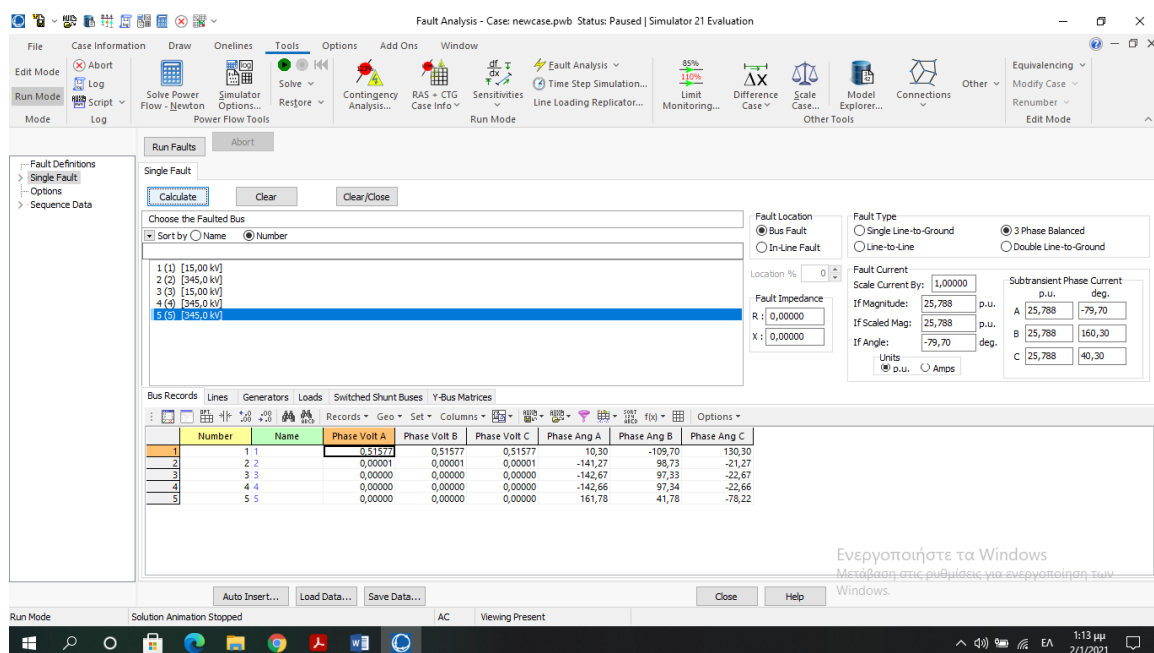 Fault Analysis - Case: newcase.pwb Status: Paused | Simulator 21 Evaluation
File Case Information Draw Onelines Tools Options Add Ons Window
Edit Mode
Run Mode
Mode
Abort
Log
Script
Log
Solve Power Flow - Newton
Simulator Options...
Solve
Restore
Power Flow Tools
Contingency Analysis...
RAS + CTG Case Info
Sensitivities
Fault Analysis
Time Step Simulation...
Line Loading Replicator...
Run Mode
85%
110%
Limit Monitoring...
Difference Case
Scale Case...
Model Explorer...
Connections
Other
Other Tools
Equivalencing
Modify Case
Renumber
Edit Mode
Run Faults Abort
Fault Definitions
Single Fault
Options
Sequence Data
Single Fault
Calculate Clear Clear/Close
Choose the Faulted Bus
Sort by Name Number
1 (1) [15,00 kV]
2 (2) [345,0 kV]
3 (3) [15,00 kV]
4 (4) [345,0 kV]
5 (5) [345,0 kV]
Fault Location
Bus Fault
In-Line Fault
Location % 0
Fault Impedance
R : 0,00000
X : 0,00000
Fault Type
Single Line-to-Ground 3 Phase Balanced
Line-to-Line Double Line-to-Ground
Fault Current
Scale Current By: 1,00000
If Magnitude: 25,788 p.u.
If Scaled Mag: 25,788 p.u.
If Angle: -79,70 deg.
Units
p.u. Amps
Subtransient Phase Current
p.u. deg.
A 25,788 -79,70
B 25,788 160,30
C 25,788 40,30
Bus Records Lines Generators Loads Switched Shunt Buses Y-Bus Matrices
Records Geo Set Columns f(x) Options
Number Name Phase Volt A Phase Volt B Phase Volt C Phase Ang A Phase Ang B Phase Ang C
1 1 1 0,51577 0,51577 0,51577 10,30 -109,70 130,30
2 2 2 0,00001 0,00001 0,00001 -141,27 98,73 -21,27
3 3 3 0,00000 0,00000 0,00000 -142,67 97,33 -22,67
4 4 4 0,00000 0,00000 0,00000 -142,66 97,34 -22,66
5 5 5 0,00000 0,00000 0,00000 161,78 41,78 -78,22
Ενεργοποιήστε τα Windows
Μετάβαση στις ρυθμίσεις για ενεργοποίηση των Windows.
Auto Insert... Load Data... Save Data... Close Help
Run Mode Solution Animation Stopped AC Viewing Present
ΕΛ
1:13 μμ
2/1/2021